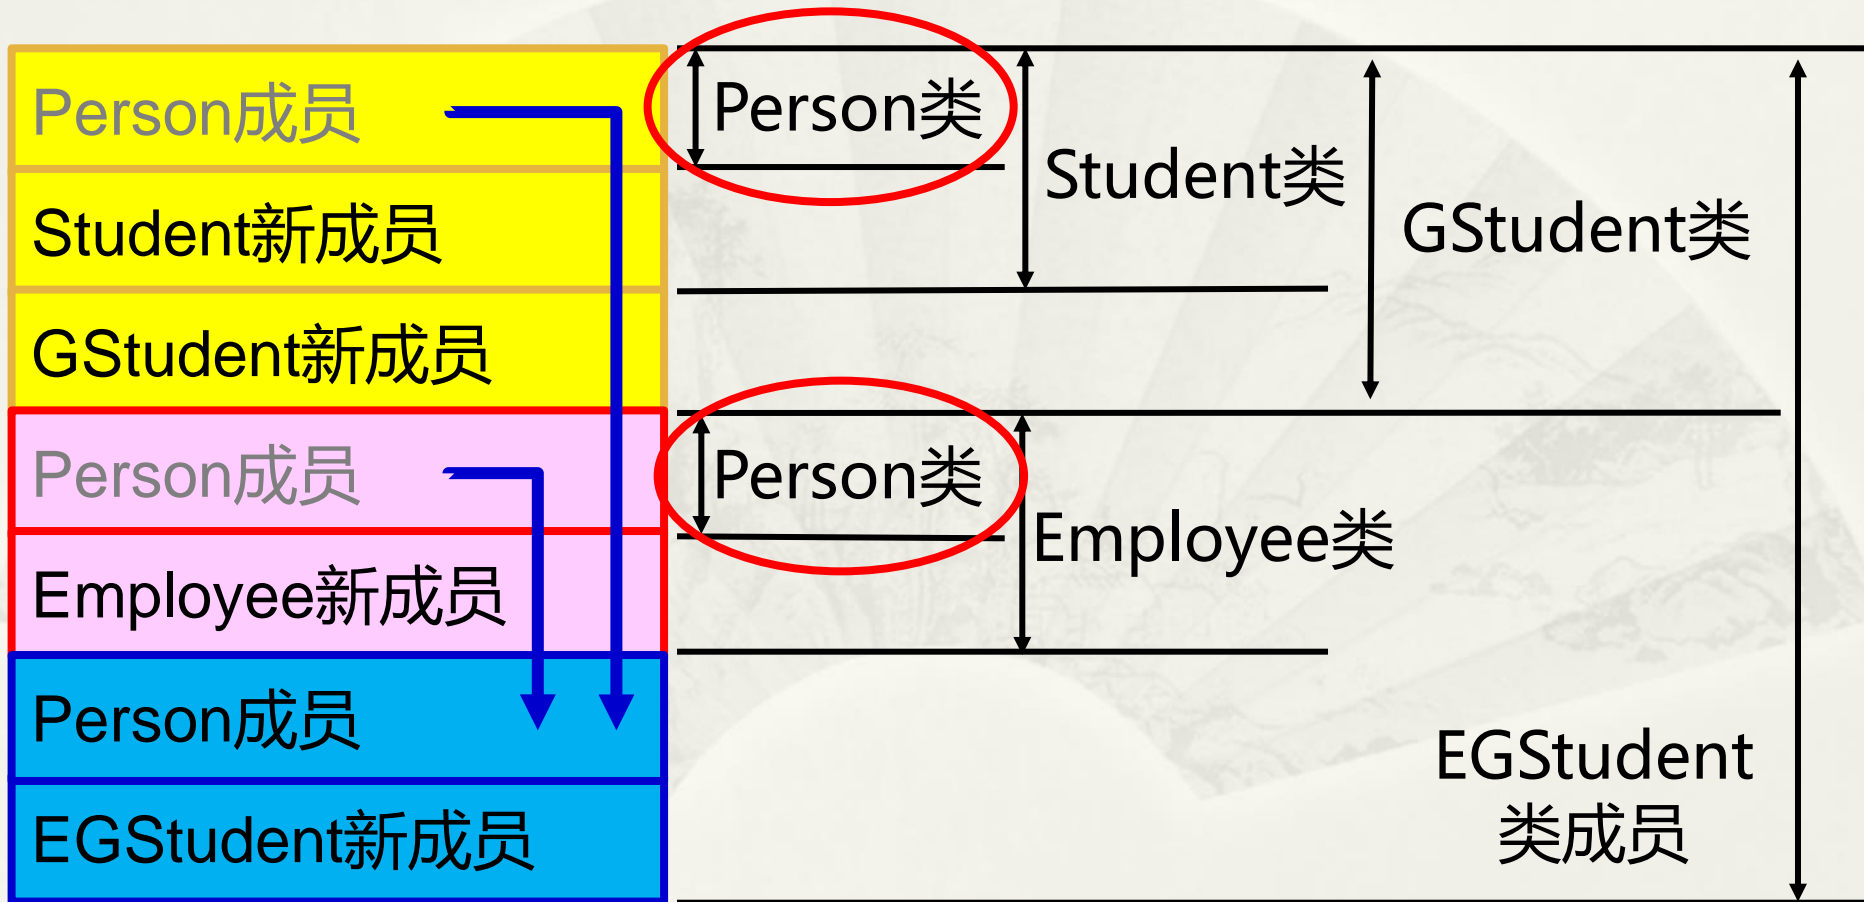 Person成员
Student新成员
GStudent新成员
Person成员
Employee新成员
Person成员
EGStudent新成员
Person类
Student类
GStudent类
Person类
Employee类
EGStudent
类成员